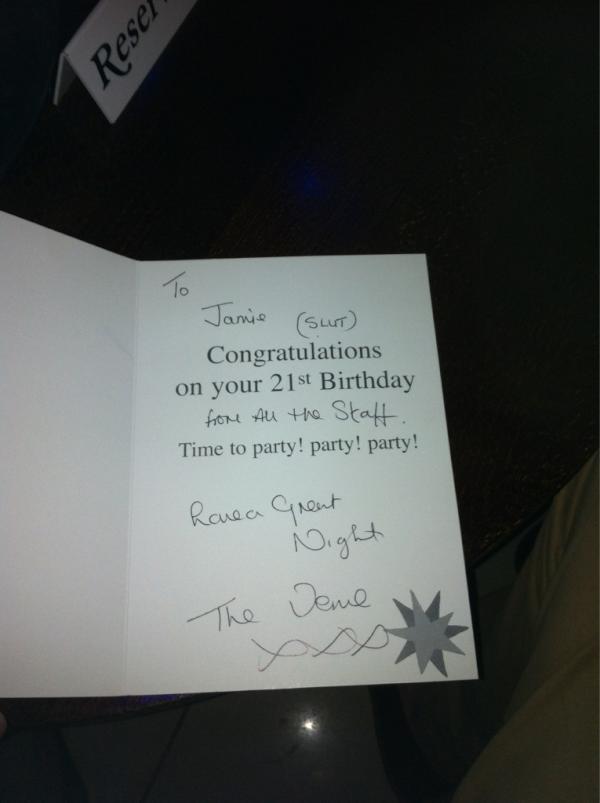 Reser
To
Jamie (SLUT)
Congratulations
on your 21st Birthday
from All the Staff.
Time to party! party! party!
Have a Great
Night
The
xxx